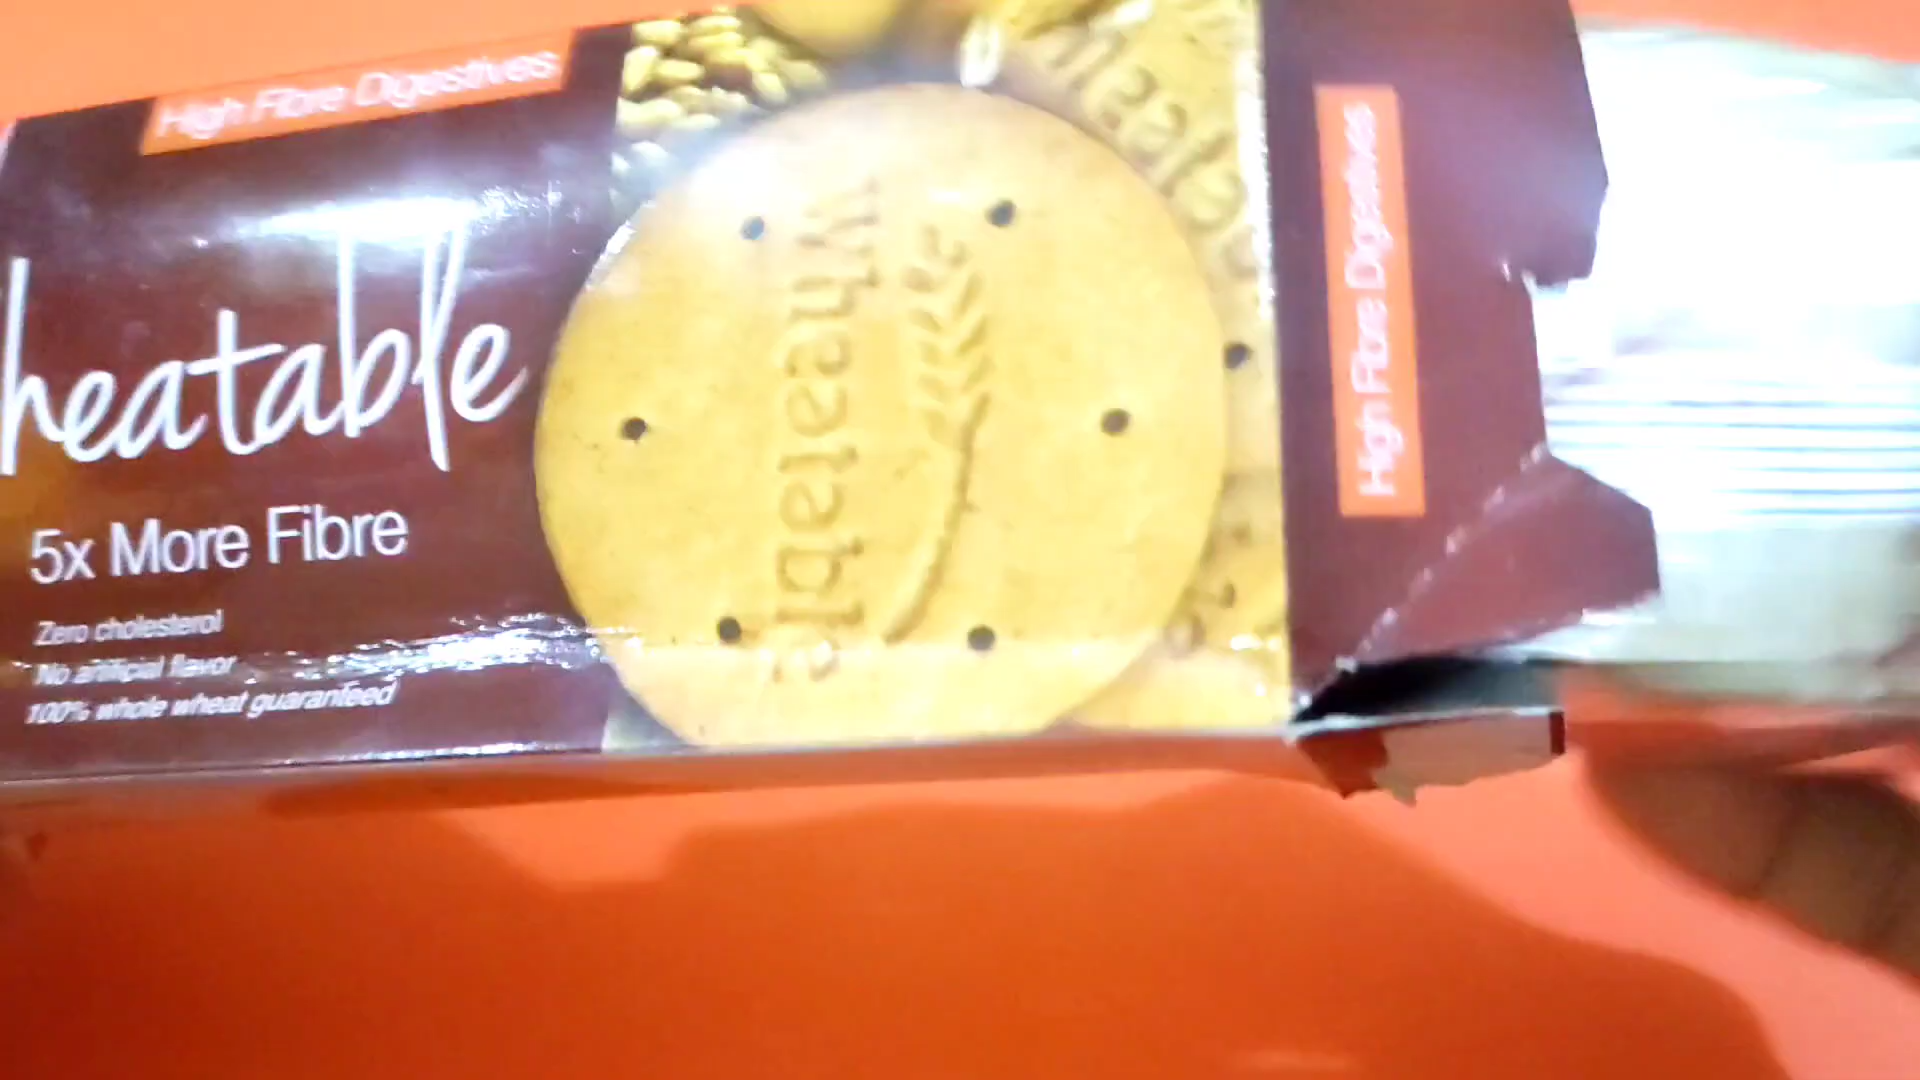 High Fibre Digestives
heatable
5x More Fibre
Zero cholesterol
No artificial flavor
100% whole wheat guaranteed
Wheatable
High Fibre Digestives